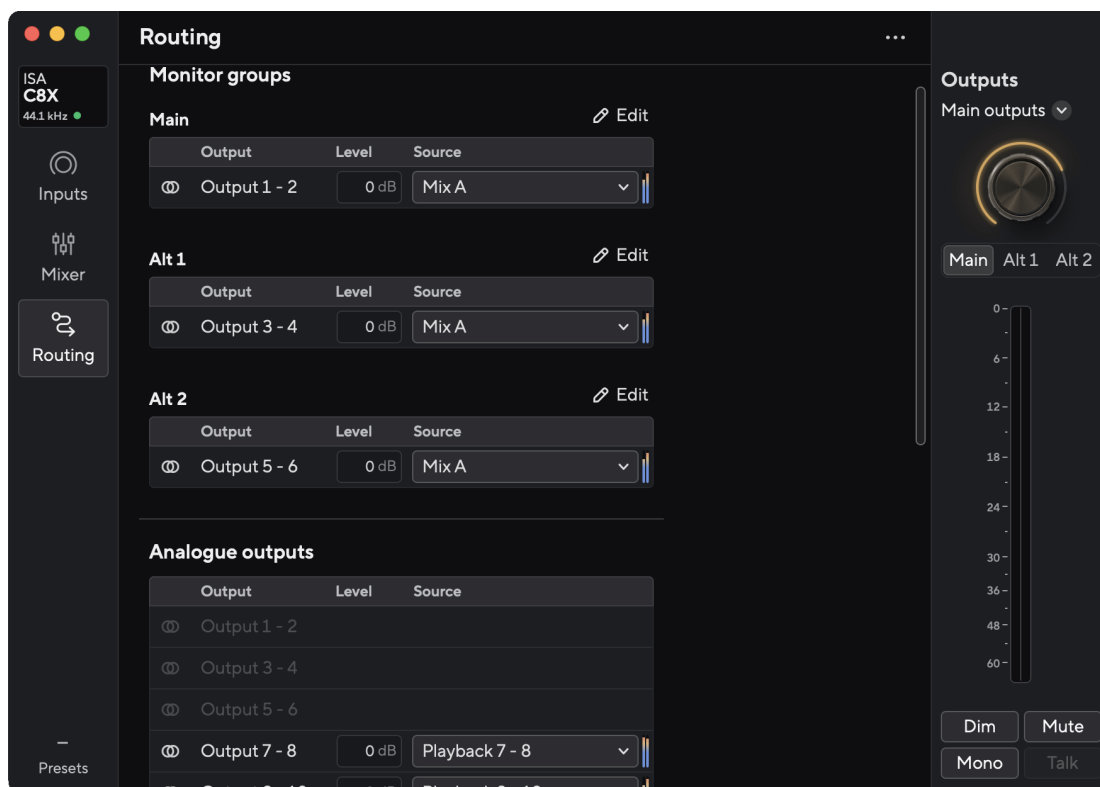 Routing
...
ISA
C8X
44.1 kHz
Inputs
Mixer
Routing
–
Presets
Monitor groups
Main
Edit
Output Level Source
Output 1 - 2 0 dB Mix A
Alt 1
Edit
Output Level Source
Output 3 - 4 0 dB Mix A
Alt 2
Edit
Output Level Source
Output 5 - 6 0 dB Mix A
Analogue outputs
Output Level Source
Output 1 - 2
Output 3 - 4
Output 5 - 6
Output 7 - 8 0 dB Playback 7 - 8
Outputs
Main outputs
Main Alt 1 Alt 2
0
6
12
18
24
30
36
48
60
Dim Mute
Mono Talk